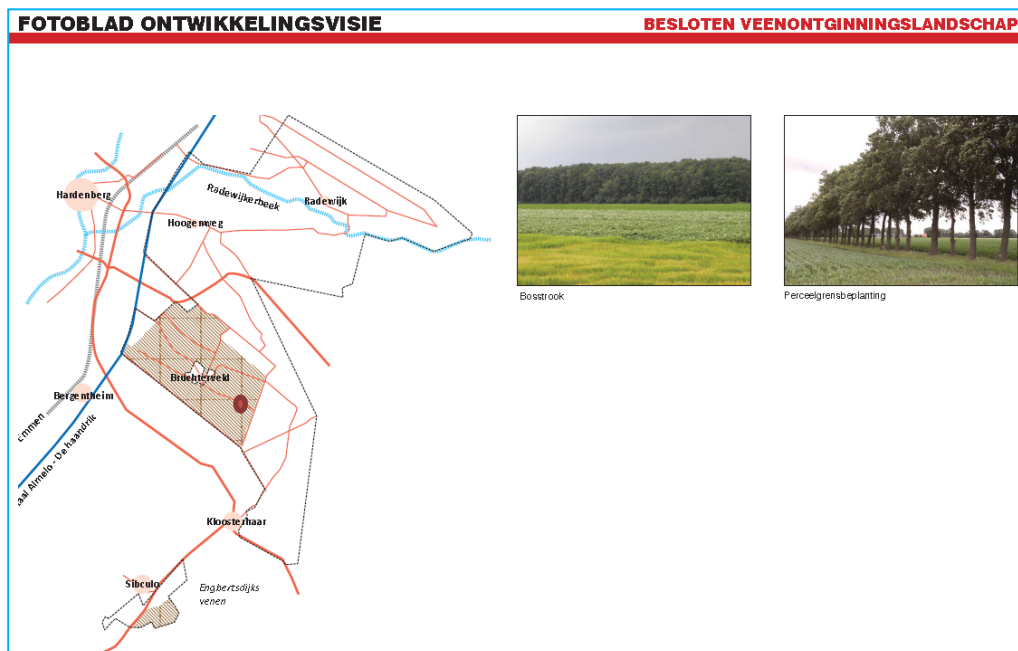 FOTOBLAD ONTWIKKELINGSVISIE
BESLOTEN VEENONTGINNINGSLANDSCHAP
Hardenberg
Radewijkerbeek
Radewijk
Hoogenweg
Bruchterveld
Bergentheim
Emmen
aal Almelo - De haandrik
Kloosterhaar
Sibculo
Engbertsdijks
venen
Bosstrook
Perceelgrensbeplanting